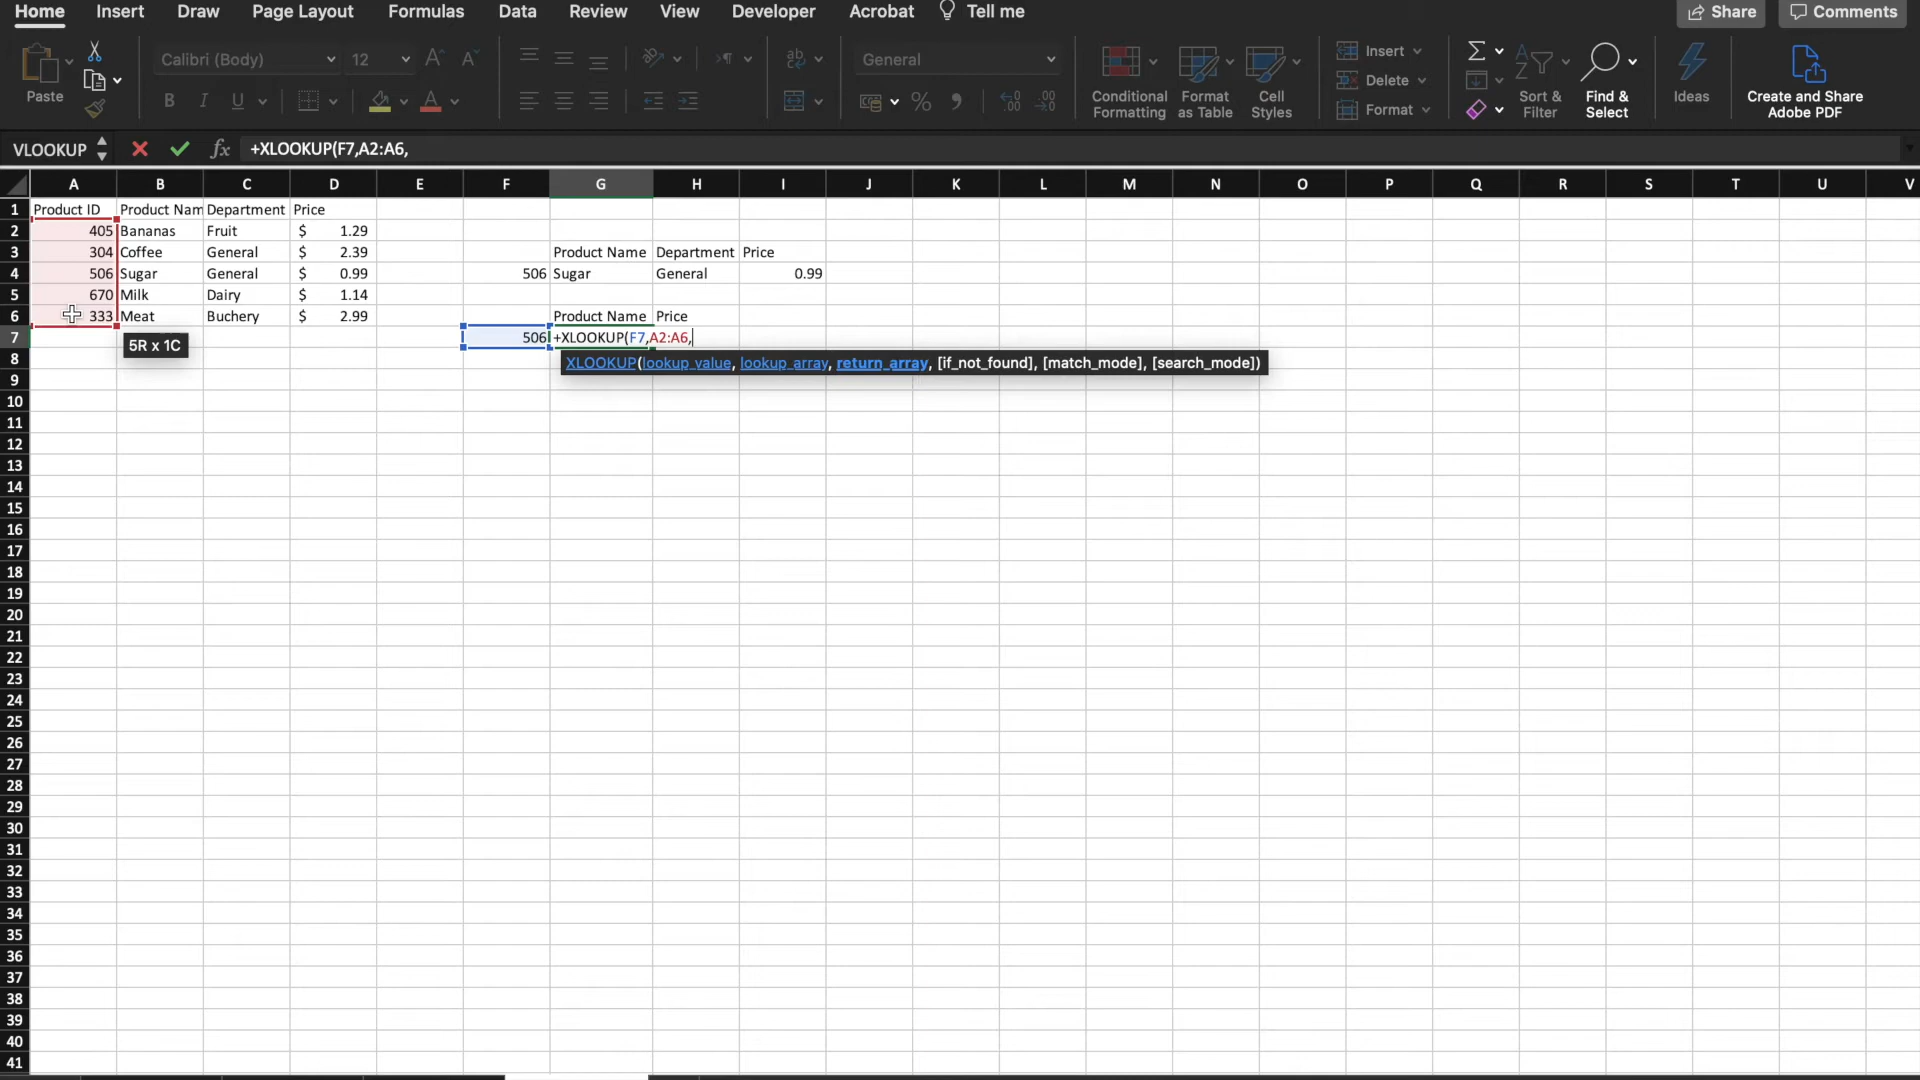 Home Insert Draw Page Layout Formulas Data Review View Developer Acrobat Tell me Share Comments
Paste Calibri (Body) 12 A A ab General Insert
B I U A % Delete
Format
Conditional Formatting Format as Table Cell Styles Sort & Filter Find & Select Ideas Create and Share Adobe PDF
VLOOKUP fx +XLOOKUP(F7,A2:A6,
A B C D E F G H I J K L M N O P Q R S T U V
1 Product ID Product Nam Department Price
2 405 Bananas Fruit $ 1.29
3 304 Coffee General $ 2.39 Product Name Department Price
4 506 Sugar General $ 0.99 506 Sugar General 0.99
5 670 Milk Dairy $ 1.14
6 333 Meat Buchery $ 2.99 Product Name Price
7 5R x 1C 506 +XLOOKUP(F7,A2:A6,
8 XLOOKUP(lookup_value, lookup_array, return_array, [if_not_found], [match_mode], [search_mode])
9
10
11
12
13
14
15
16
17
18
19
20
21
22
23
24
25
26
27
28
29
30
31
32
33
34
35
36
37
38
39
40
41